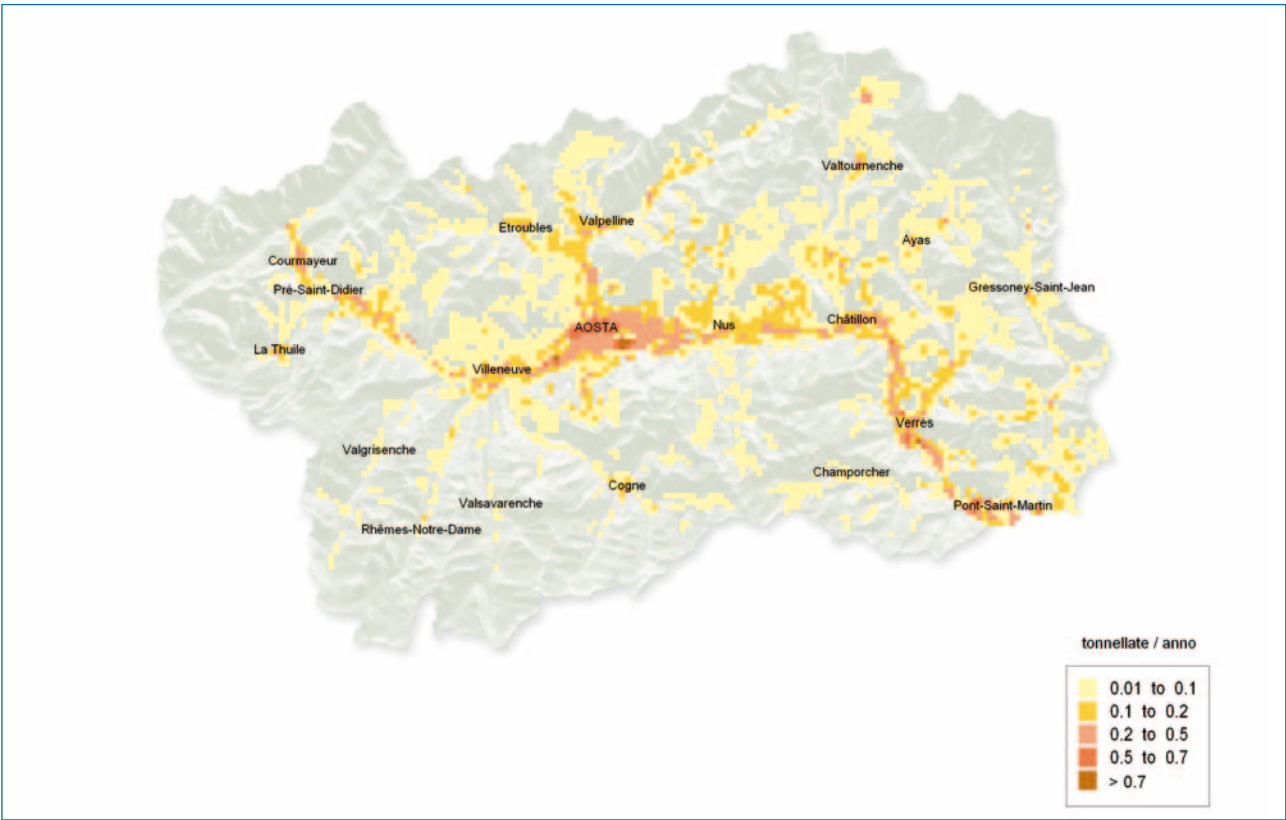 Valtournenche
Valpelline
Etroubles
Ayas
Courmayeur
Pré-Saint-Didier
Gressoney-Saint-Jean
AOSTA
Nus
Châtillon
La Thuile
Villeneuve
Verrès
Valgrisenche
Champorcher
Cogne
Valsavarenche
Pont-Saint-Martin
Rhêmes-Notre-Dame
tonnellate / anno
0.01 to 0.1
0.1 to 0.2
0.2 to 0.5
0.5 to 0.7
> 0.7